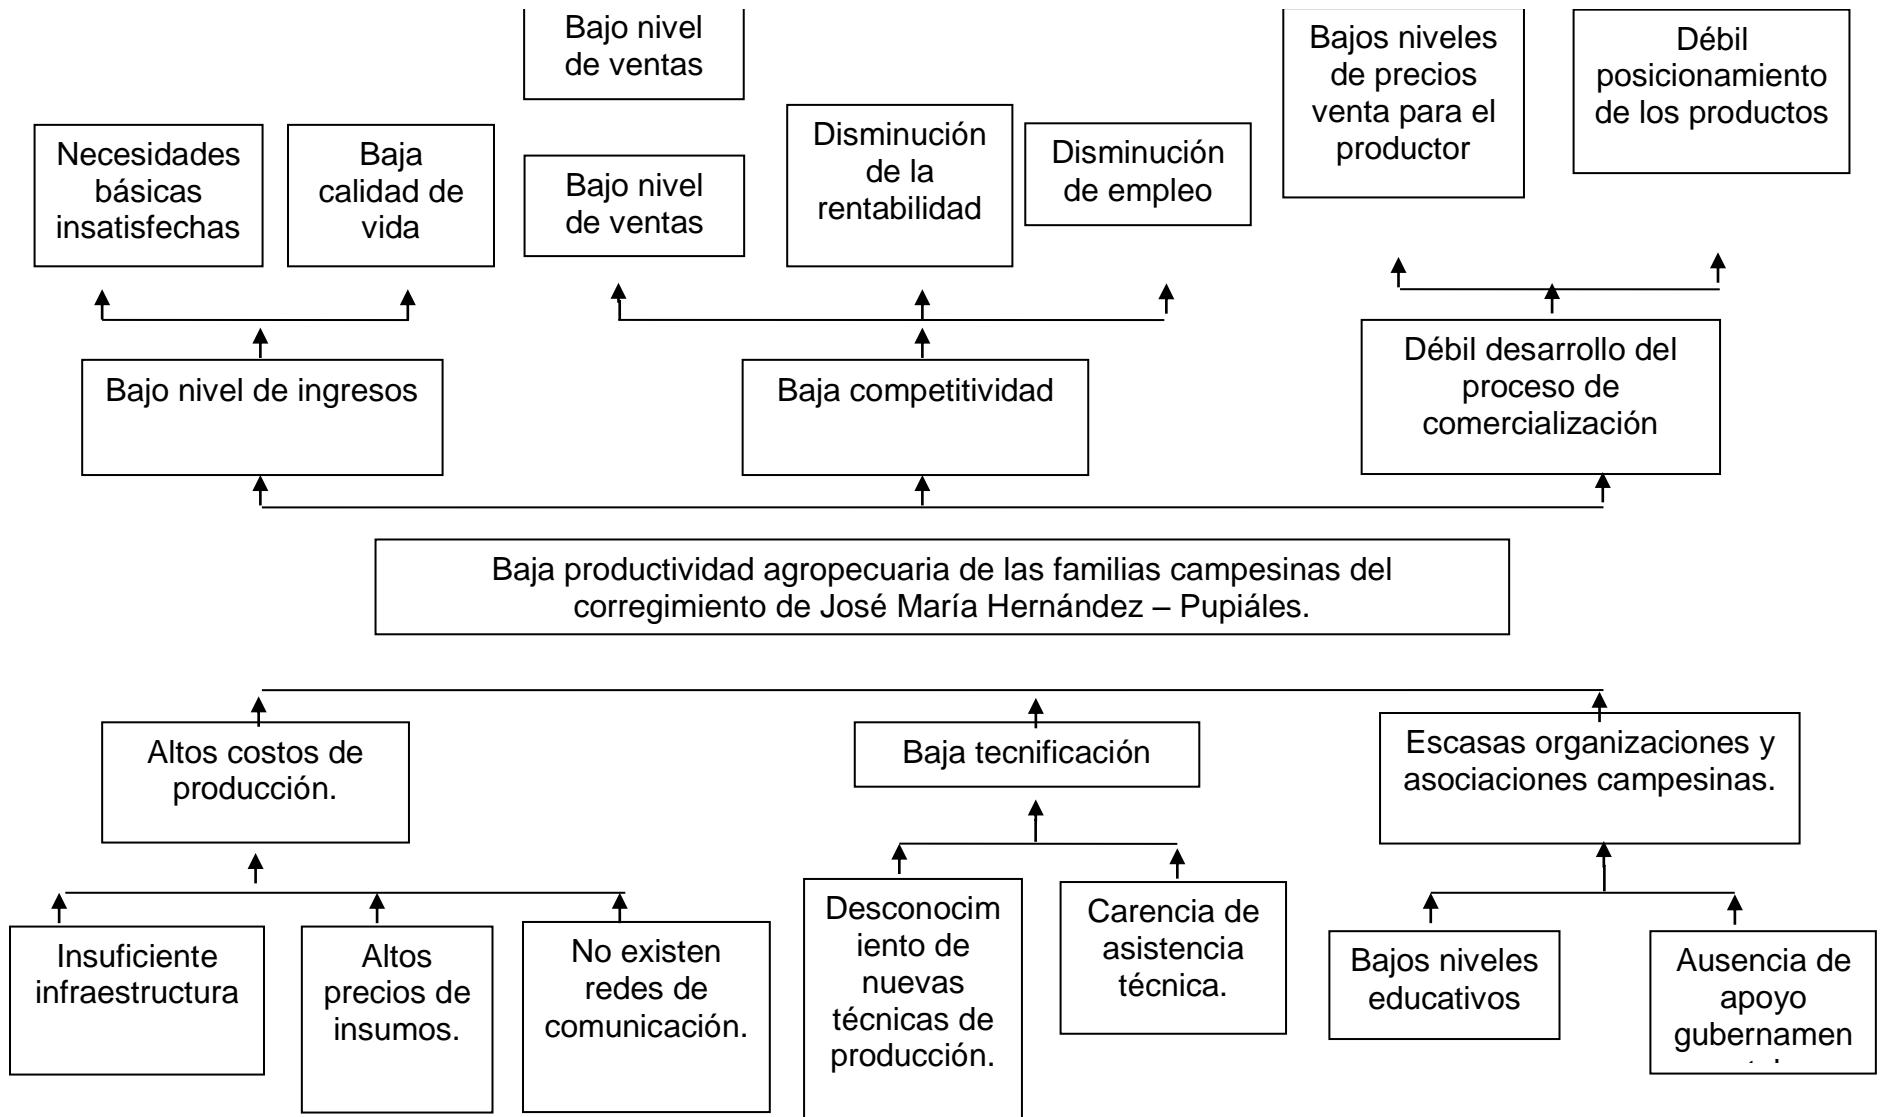 Bajo nivel
de ventas
Bajos niveles
de precios
venta para el
productor
Débil
posicionamiento
de los productos
Necesidades
básicas
insatisfechas
Baja
calidad de
vida
Bajo nivel
de ventas
Disminución
de la
rentabilidad
Disminución
de empleo
Bajo nivel de ingresos
Baja competitividad
Débil desarrollo del
proceso de
comercialización
Baja productividad agropecuaria de las familias campesinas del
corregimiento de José María Hernández – Pupiáles.
Altos costos de
producción.
Baja tecnificación
Escasas organizaciones y
asociaciones campesinas.
Insuficiente
infraestructura
Altos
precios de
insumos.
No existen
redes de
comunicación.
Desconocim
iento de
nuevas
técnicas de
producción.
Carencia de
asistencia
técnica.
Bajos niveles
educativos
Ausencia de
apoyo
gubernamen